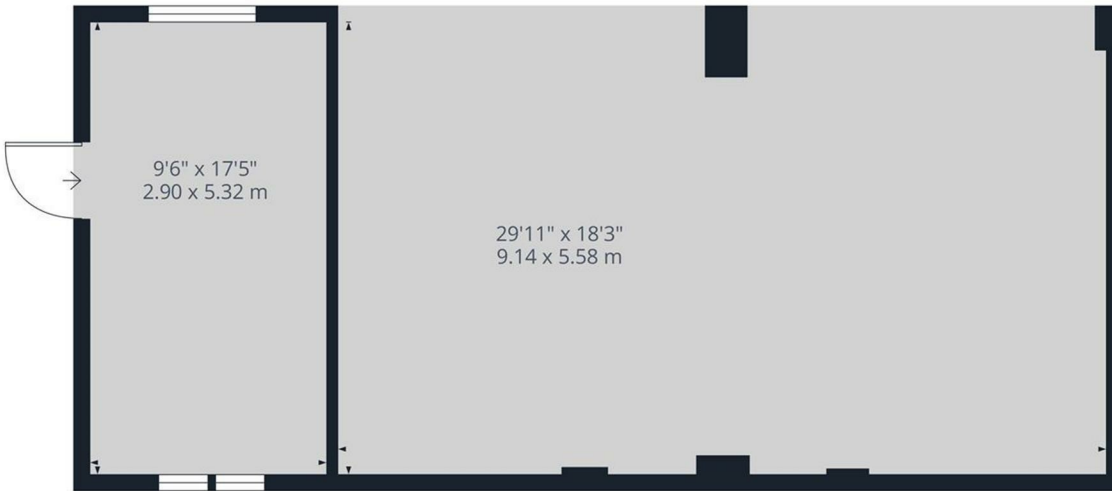 9'6" x 17'5"
2.90 x 5.32 m
29'11" x 18'3"
9.14 x 5.58 m